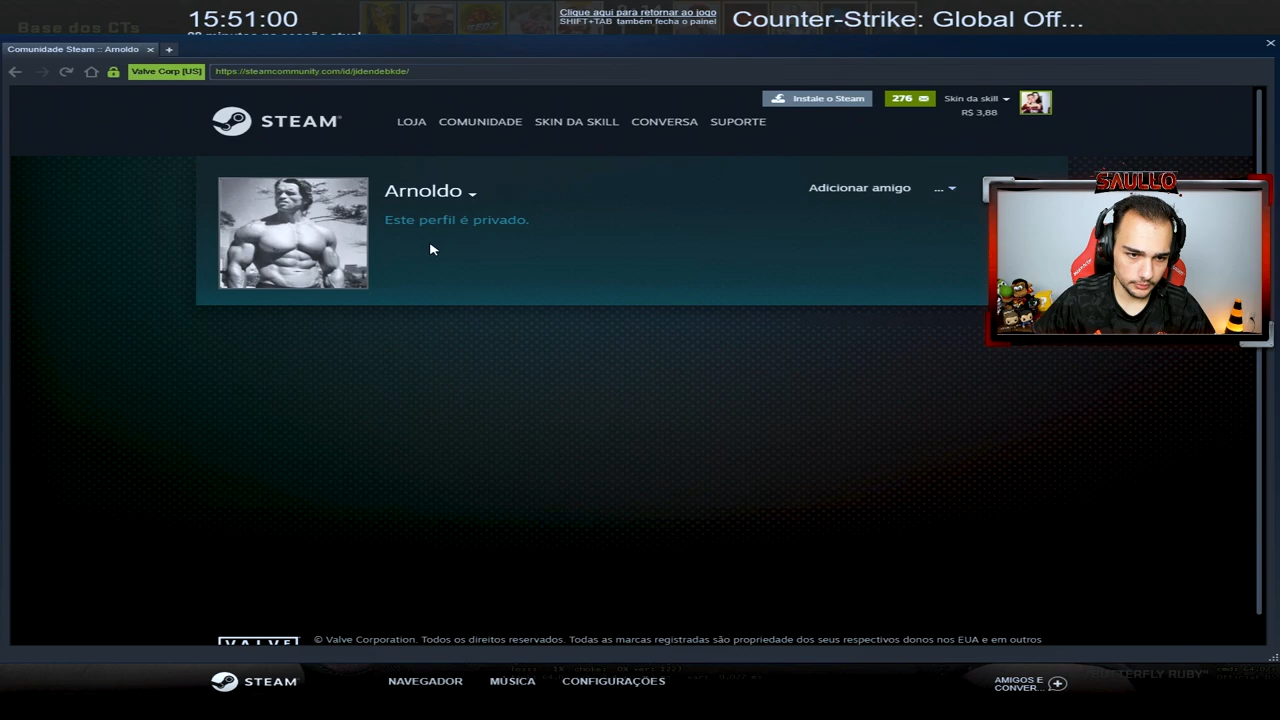 Base dos CTs
15:51:00
Clique aqui para retornar ao jogo
SHIFT+TAB também fecha o painel
Counter-Strike: Global Off...
Comunidade Steam :: Arnoldo
Valve Corp [US]
https://steamcommunity.com/id/jidendebkde/
Instale o Steam
276
Skin da skill
R$ 3,88
STEAM
LOJA COMUNIDADE SKIN DA SKILL CONVERSA SUPORTE
Arnoldo
Adicionar amigo
...
Este perfil é privado.
SAULLO
VALVE
© Valve Corporation. Todos os direitos reservados. Todas as marcas registradas são propriedade dos seus respectivos donos nos EUA e em outros
STEAM
NAVEGADOR MÚSICA CONFIGURAÇÕES
AMIGOS E
CONVER...